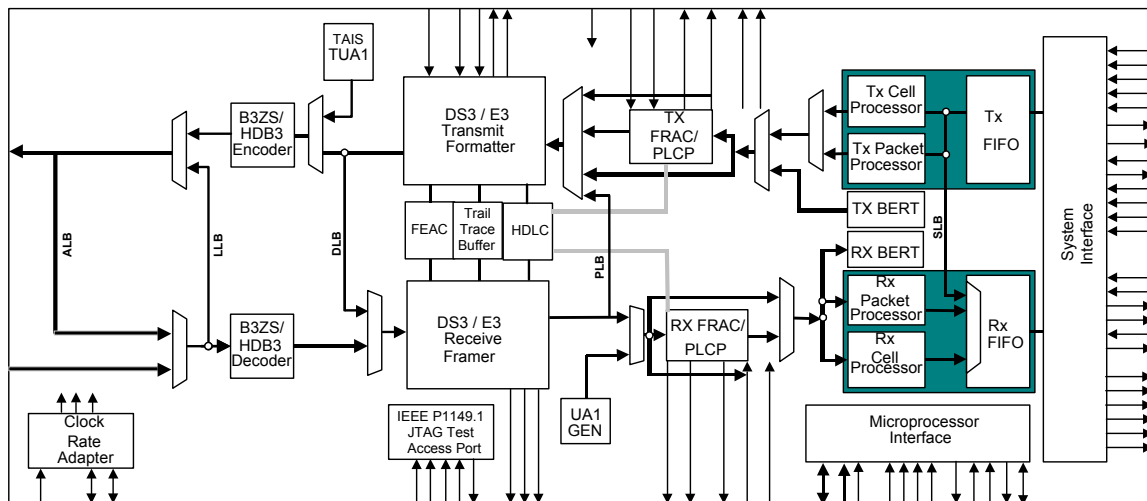 TAIS
TUA1
B3ZS/
HDB3
Encoder
DS3 / E3
Transmit
Formatter
TX
FRAC/
PLCP
Tx Cell
Processor
Tx Packet
Processor
Tx
FIFO
TX BERT
System
Interface
ALB
LLB
DLB
FEAC
Trail
Trace
Buffer
HDLC
PLB
SLB
RX BERT
B3ZS/
HDB3
Decoder
DS3 / E3
Receive
Framer
RX FRAC/
PLCP
Rx
Packet
Processor
Rx Cell
Processor
Rx
FIFO
UA1
GEN
Clock
Rate
Adapter
IEEE P1149.1
JTAG Test
Access Port
Microprocessor
Interface